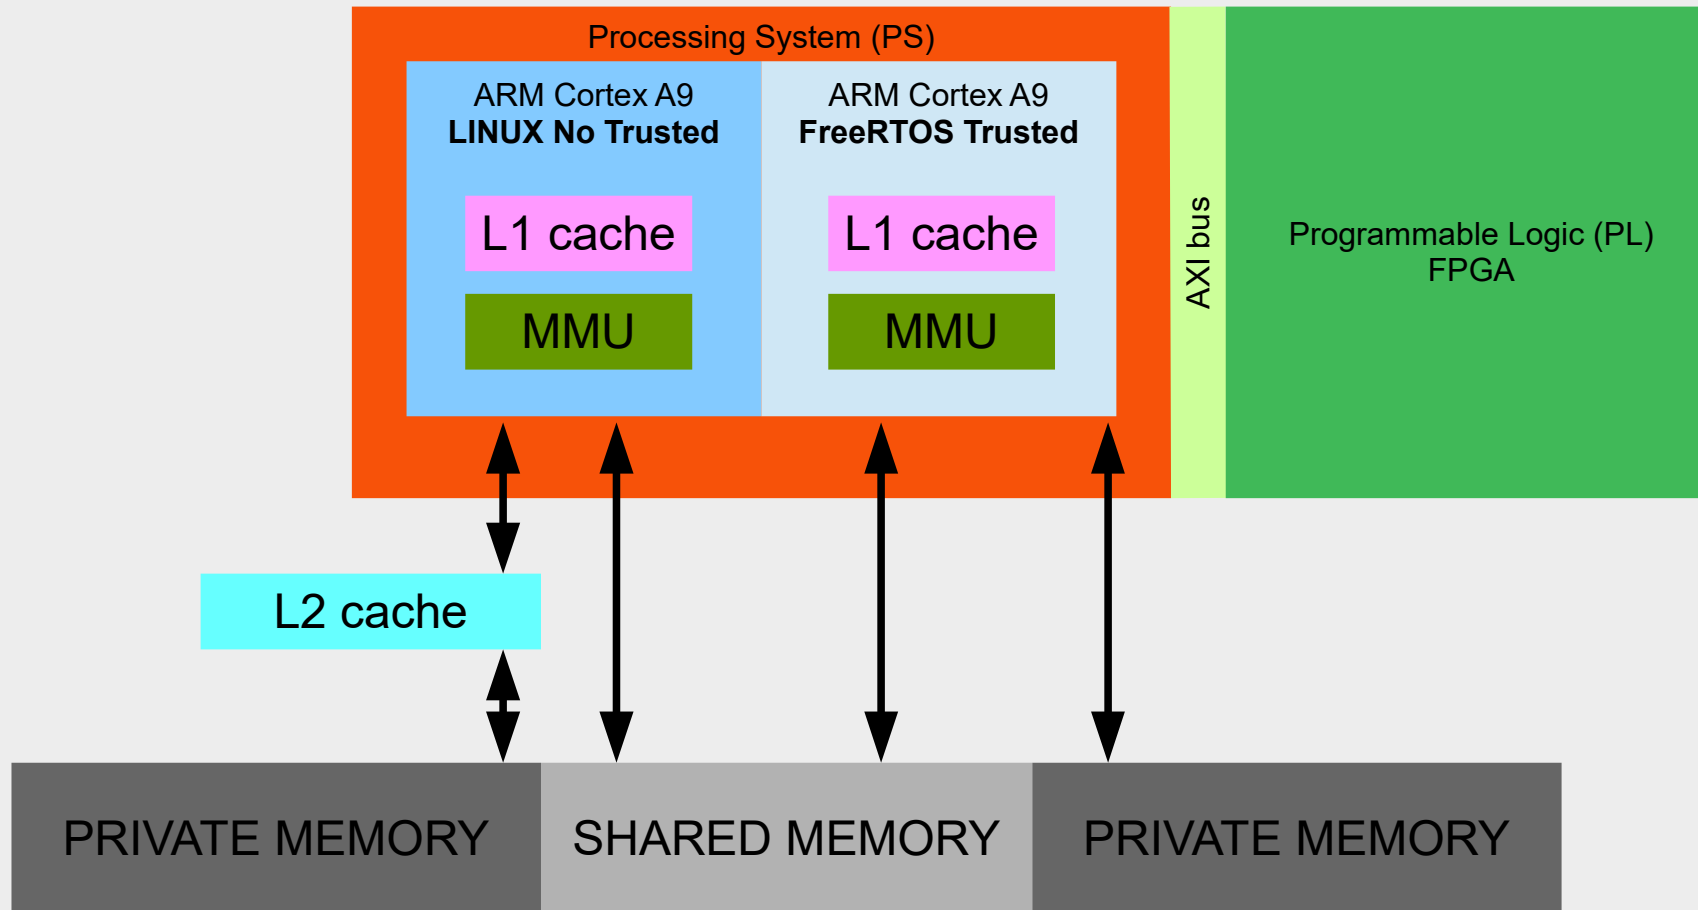 Processing System (PS)
ARM Cortex A9
LINUX No Trusted
ARM Cortex A9
FreeRTOS Trusted
L1 cache
L1 cache
MMU
MMU
AXI bus
Programmable Logic (PL)
FPGA
L2 cache
PRIVATE MEMORY
SHARED MEMORY
PRIVATE MEMORY